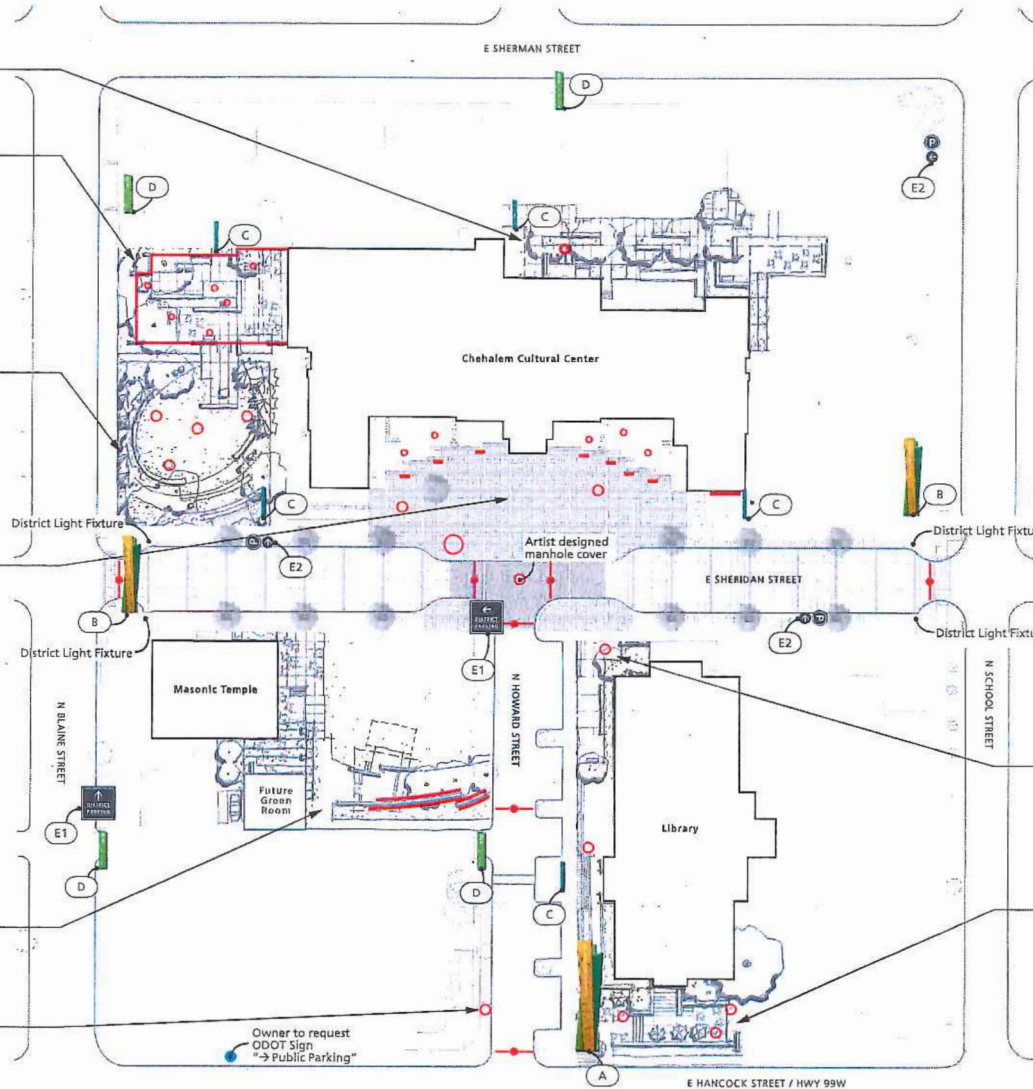 E SHERMAN STREET
D
P
E2
D
C
C
Chehalem Cultural Center
B
C
C
District Light Fixture
District Light Fixtu
E2
Artist designed
manhole cover
E SHERIDAN STREET
B
DISTRICT
PARKING
E1
E2
District Light Fixture
District Light Fixtu
Masonic Temple
N HOWARD STREET
N SCHOOL STREET
N BLAINE STREET
Future
Green
Room
DISTRICT
PARKING
E1
Library
D
D
C
Owner to request
ODOT Sign
"→ Public Parking"
A
E HANCOCK STREET / HWY 99W